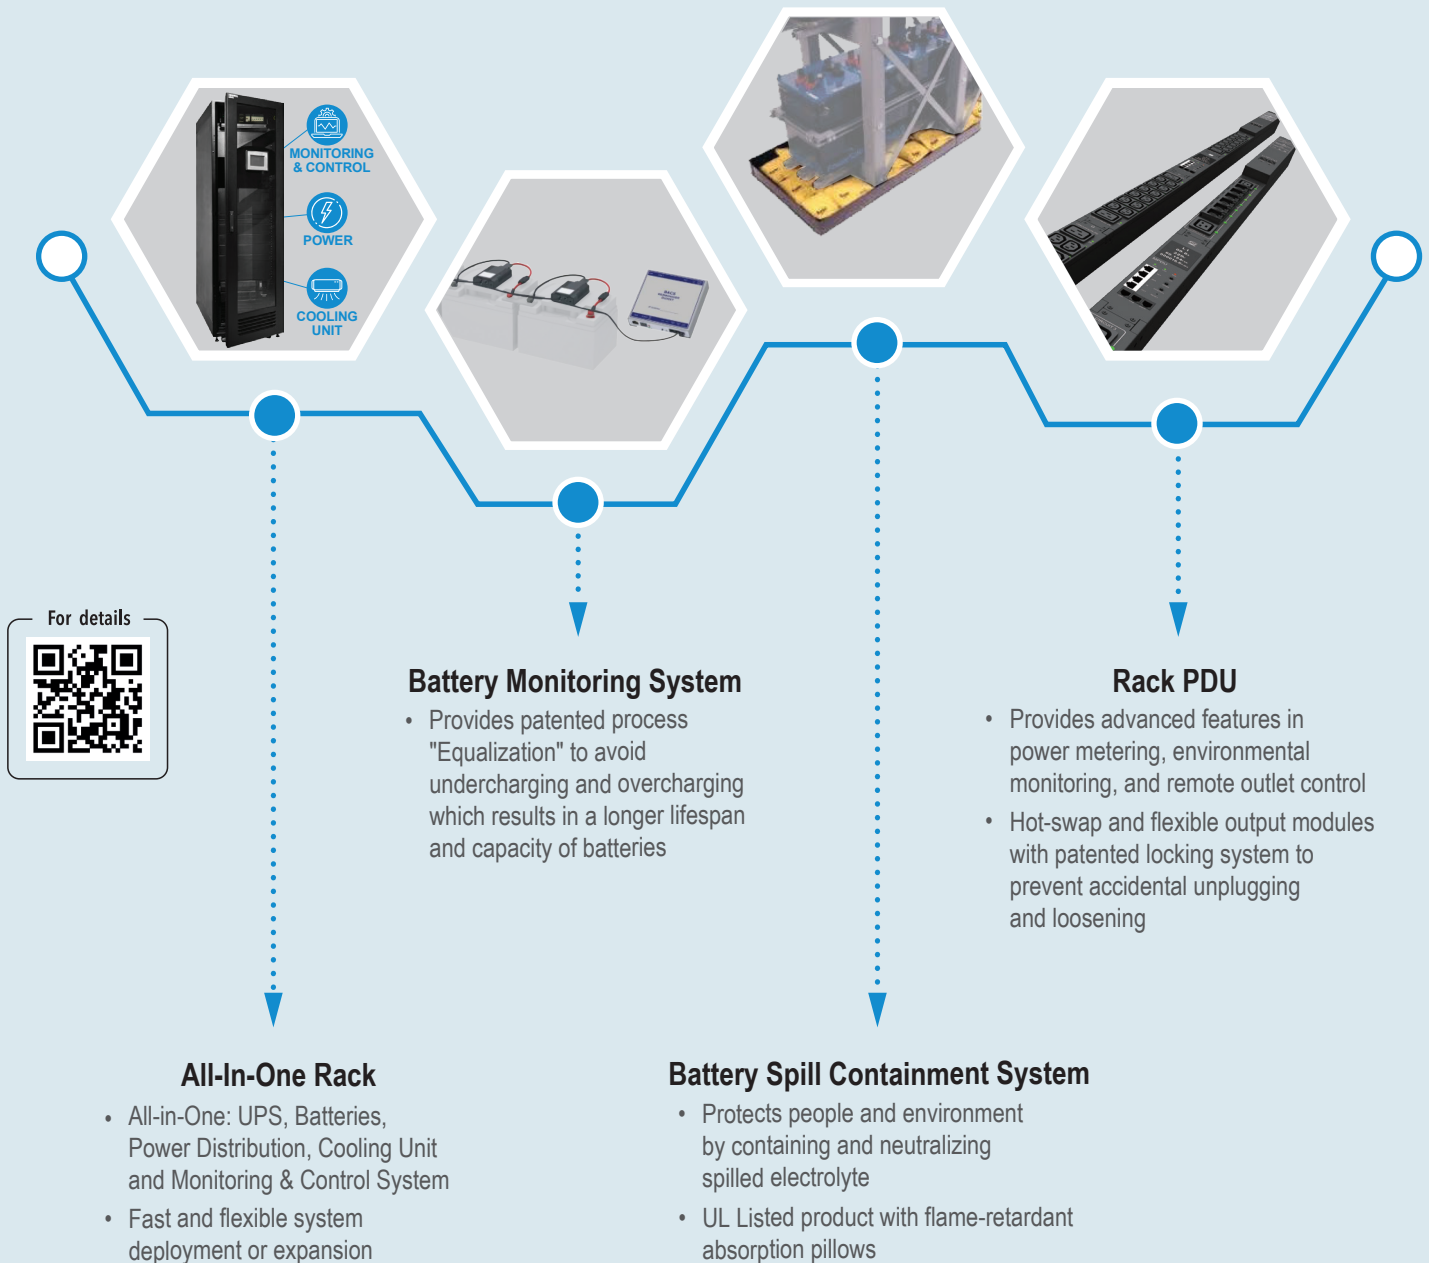 MONITORING
& CONTROL
POWER
COOLING
UNIT
For details
Battery Monitoring System
• Provides patented process
"Equalization" to avoid
undercharging and overcharging
which results in a longer lifespan
and capacity of batteries
Rack PDU
• Provides advanced features in
power metering, environmental
monitoring, and remote outlet control
• Hot-swap and flexible output modules
with patented locking system to
prevent accidental unplugging
and loosening
All-In-One Rack
• All-in-One: UPS, Batteries,
Power Distribution, Cooling Unit
and Monitoring & Control System
• Fast and flexible system
deployment or expansion
Battery Spill Containment System
• Protects people and environment
by containing and neutralizing
spilled electrolyte
• UL Listed product with flame-retardant
absorption pillows